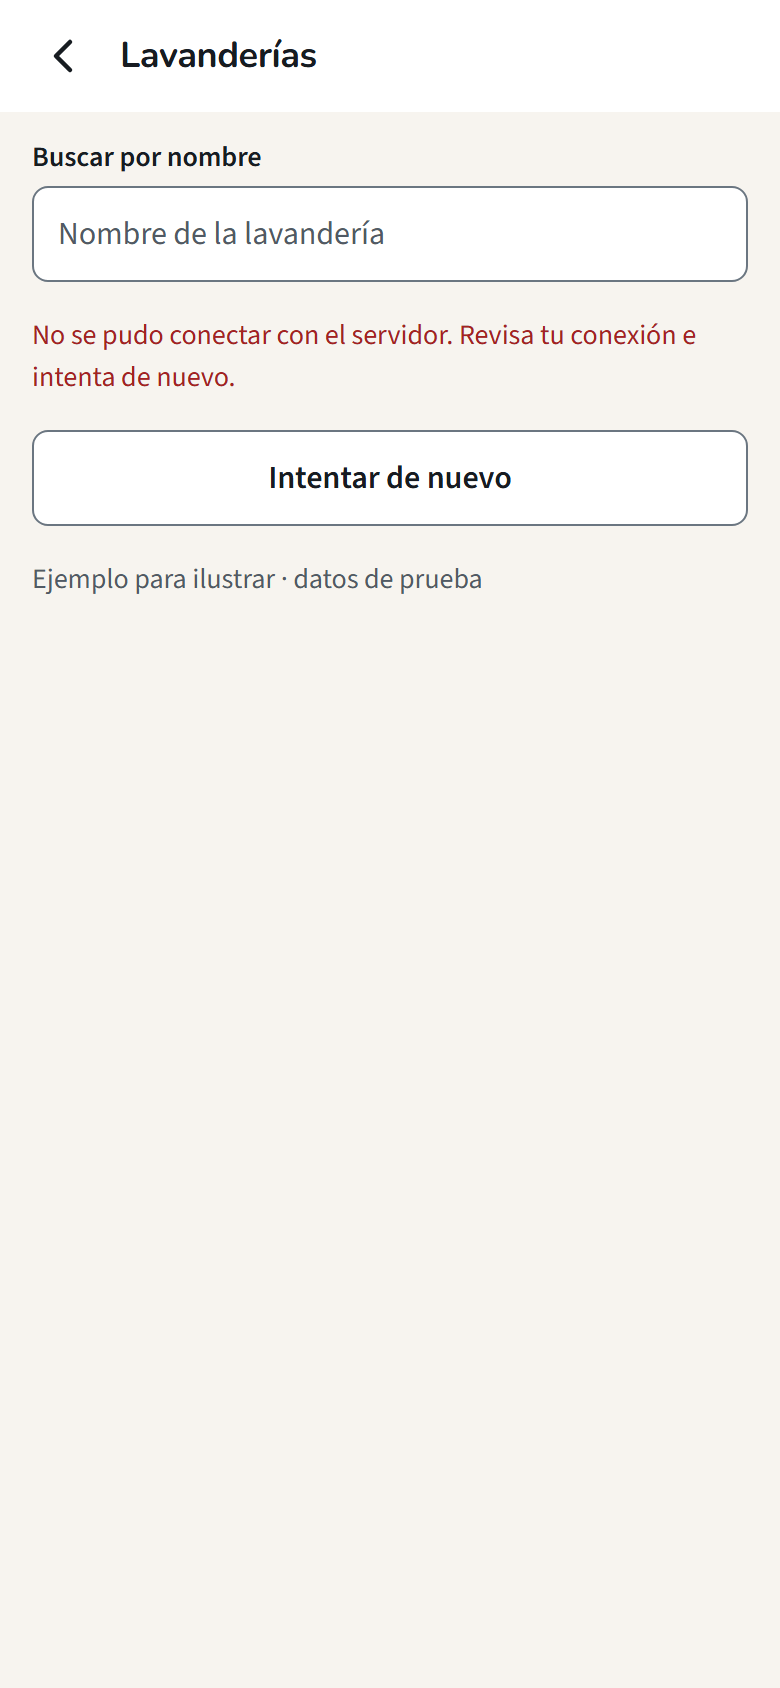 Lavanderías
Buscar por nombre
Nombre de la lavandería
No se pudo conectar con el servidor. Revisa tu conexión e
intenta de nuevo.
Intentar de nuevo
Ejemplo para ilustrar · datos de prueba